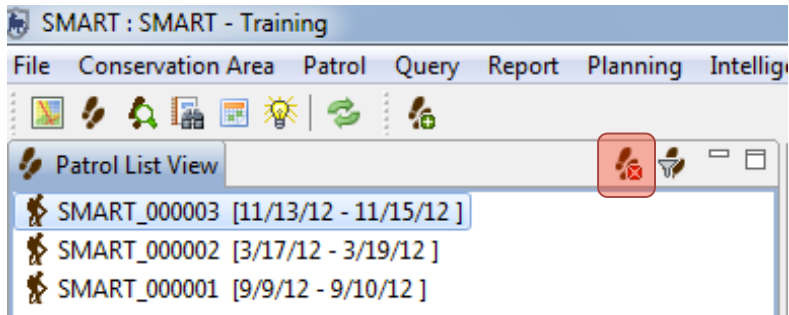 SMART : SMART - Training
File Conservation Area Patrol Query Report Planning
Patrol List View
SMART_000003 [11/13/12 - 11/15/12 ]
SMART_000002 [3/17/12 - 3/19/12 ]
SMART_000001 [9/9/12 - 9/10/12 ]